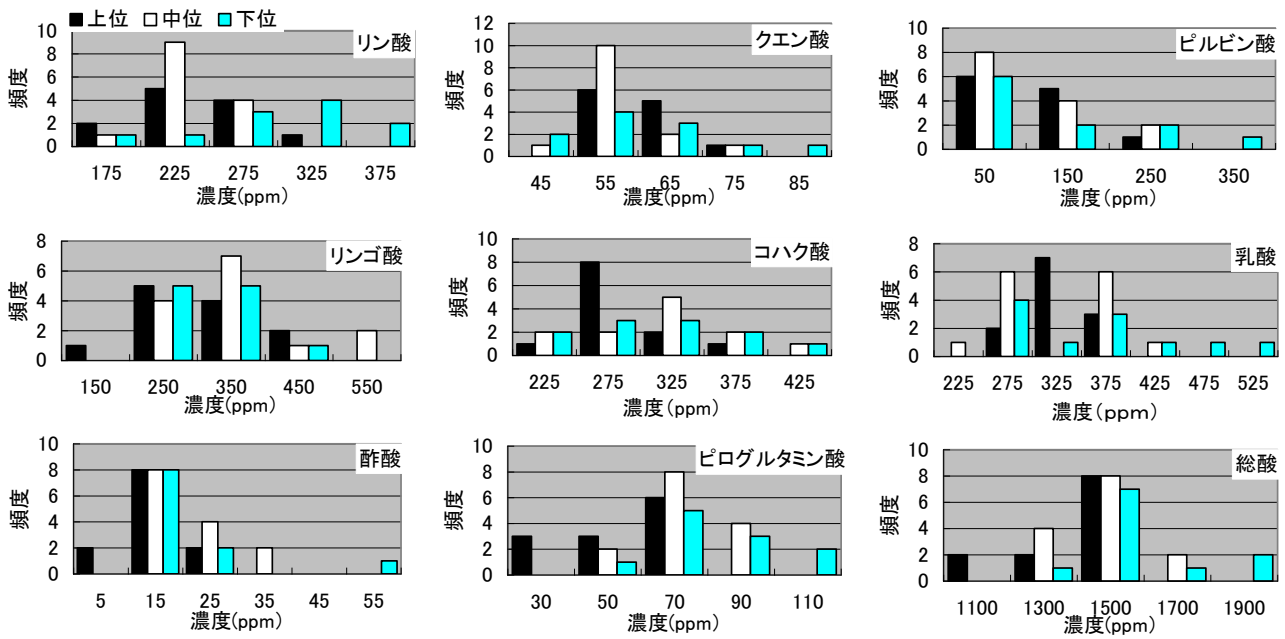 ■上位 □中位 ■下位
リン酸
頻度
10
8
6
4
2
0
175 225 275 325 375
濃度(ppm)
クエン酸
頻度
12
10
8
6
4
2
0
45 55 65 75 85
濃度(ppm)
ピルビン酸
頻度
10
8
6
4
2
0
50 150 250 350
濃度(ppm)
リンゴ酸
頻度
8
6
4
2
0
150 250 350 450 550
濃度(ppm)
コハク酸
頻度
10
8
6
4
2
0
225 275 325 375 425
濃度(ppm)
乳酸
頻度
8
6
4
2
0
225 275 325 375 425 475 525
濃度(ppm)
酢酸
頻度
10
8
6
4
2
0
5 15 25 35 45 55
濃度(ppm)
ピログルタミン酸
頻度
10
8
6
4
2
0
30 50 70 90 110
濃度(ppm)
総酸
頻度
10
8
6
4
2
0
1100 1300 1500 1700 1900
濃度(ppm)